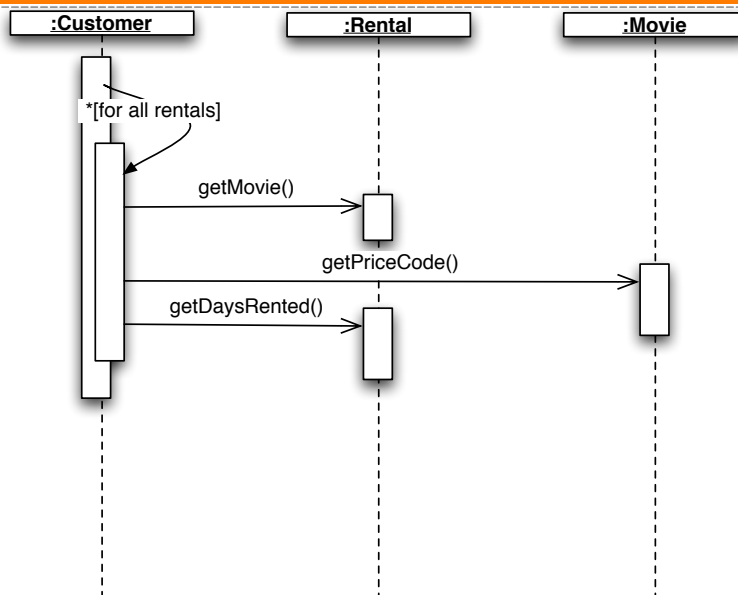 :Customer
:Rental
:Movie
*[for all rentals]
getMovie()
getPriceCode()
getDaysRented()